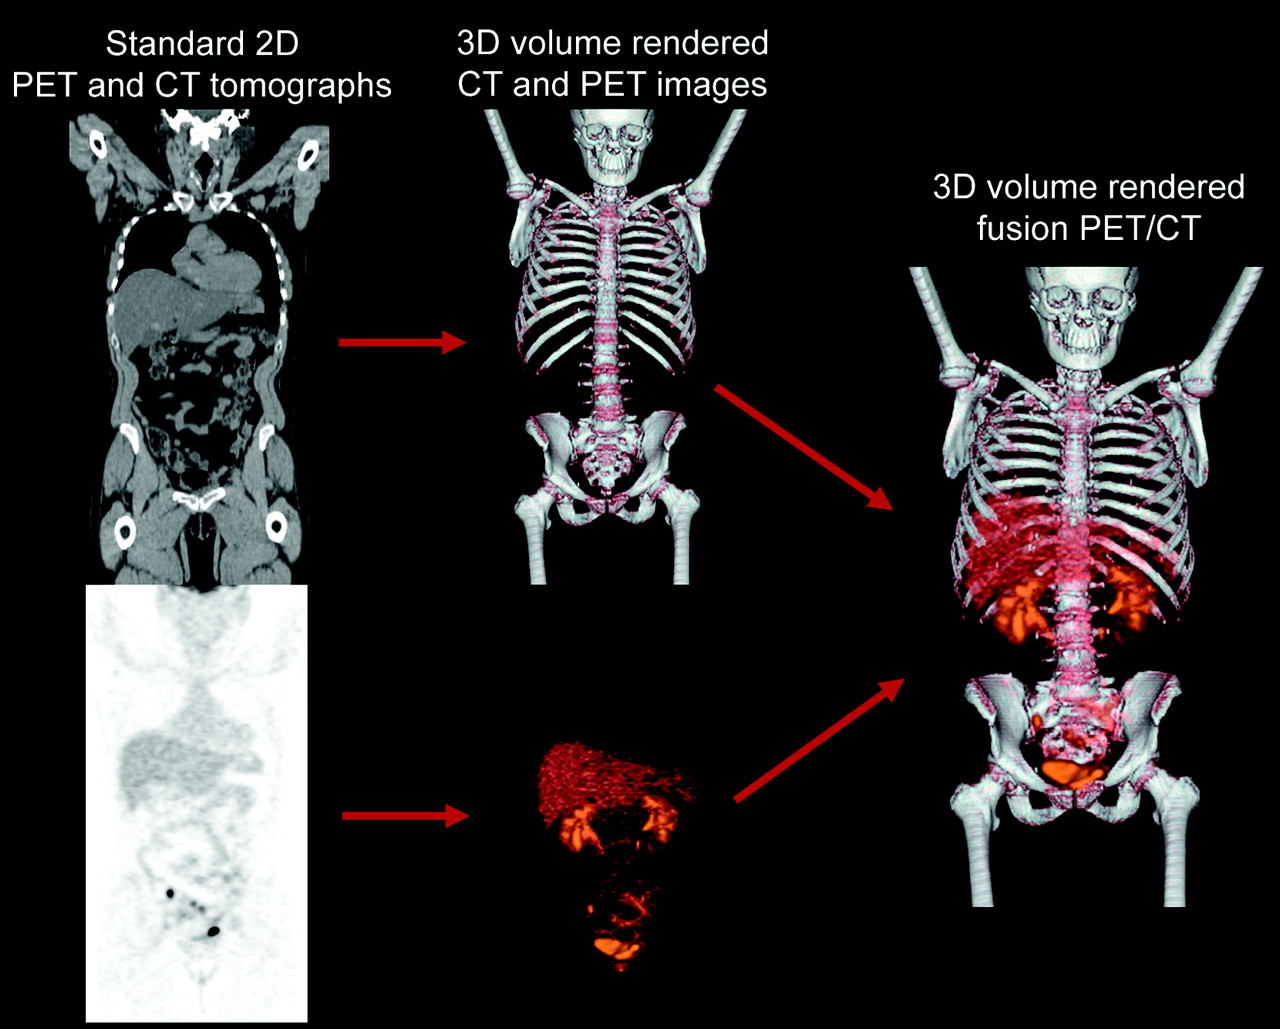 Standard 2D
PET and CT tomographs
3D volume rendered
CT and PET images
3D volume rendered
fusion PET/CT